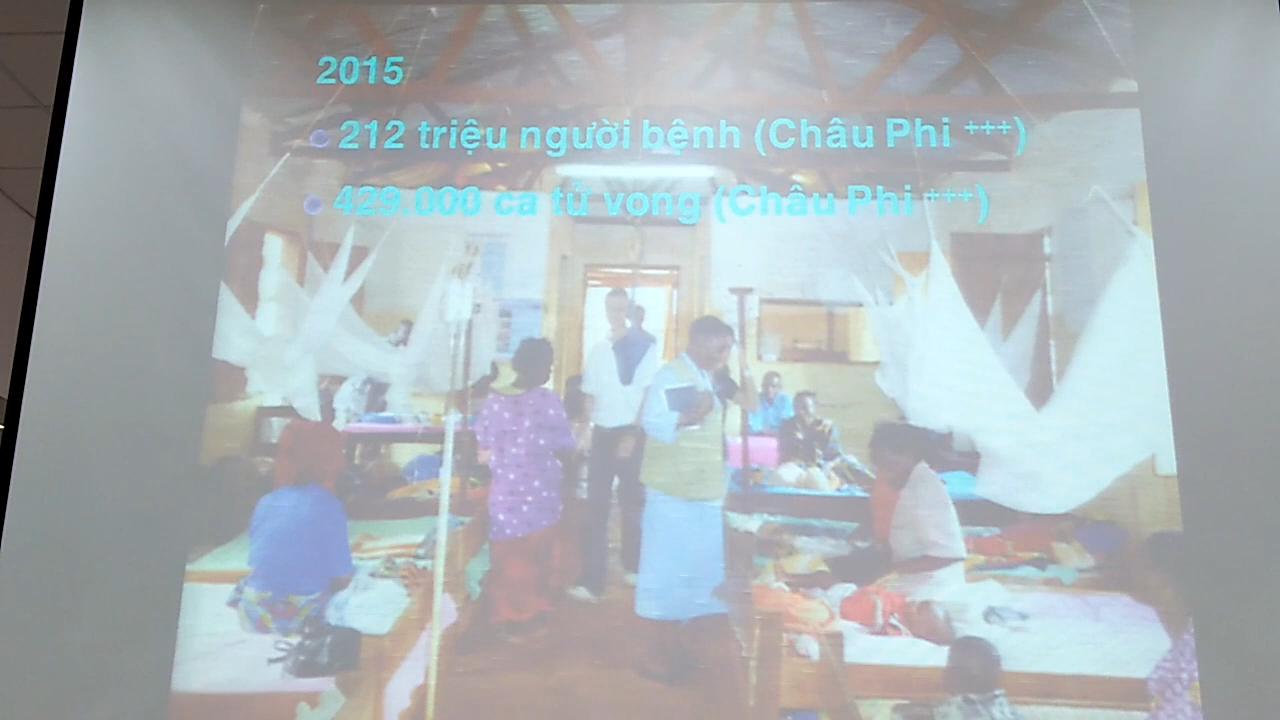 2015
212 triệu người bệnh (Châu Phi +++)
429.000 ca tử vong (Châu Phi +++)